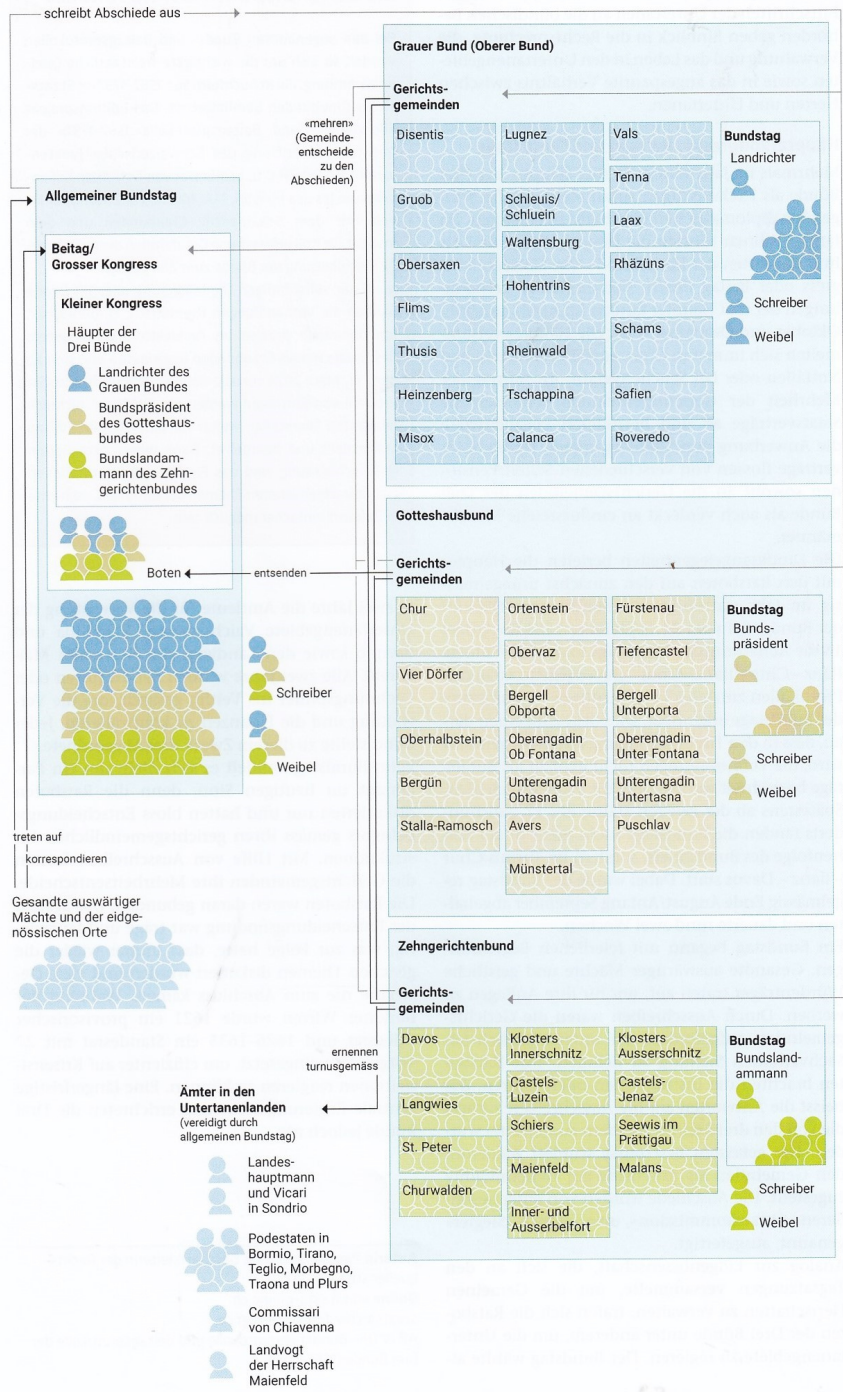 schreibt Abschiede aus
Grauer Bund (Oberer Bund)
Gerichts-
gemeinden
«mehren»
(Gemeinde-
entscheide
zu den
Abschieden)
Disentis
Lugnez
Vals
Tenna
Gruob
Schleuis/
Schluein
Laax
Waltensburg
Obersaxen
Rhäzüns
Hohentrins
Flims
Schams
Thusis
Rheinwald
Heinzenberg
Tschappina
Safien
Misox
Calanca
Roveredo
Bundstag
Landrichter
Schreiber
Weibel
Allgemeiner Bundstag
Beitag/
Grosser Kongress
Kleiner Kongress
Häupter der
Drei Bünde
Landrichter des
Grauen Bundes
Bundspräsident
des Gotteshaus-
bundes
Bundslandam-
mann des Zehn-
gerichtenbundes
Boten
entsenden
Schreiber
Weibel
Gotteshausbund
Gerichts-
gemeinden
Chur
Ortenstein
Fürstenau
Obervaz
Tiefencastel
Vier Dörfer
Bergell
Obporta
Bergell
Unterporta
Oberhalbstein
Oberengadin
Ob Fontana
Oberengadin
Unter Fontana
Bergün
Unterengadin
Obtasna
Unterengadin
Untertasna
Stalla-Ramosch
Avers
Puschlav
Münstertal
Bundstag
Bunds-
präsident
Schreiber
Weibel
treten auf
korrespondieren
Gesandte auswärtiger
Mächte und der eidge-
nössischen Orte
Zehngerichtenbund
Gerichts-
gemeinden
Davos
Klosters
Innerschnitz
Klosters
Ausserschnitz
Castels-
Luzein
Castels-
Jenaz
Langwies
Schiers
Seewis im
Prättigau
St. Peter
Maienfeld
Malans
Churwalden
Inner- und
Ausserbelfort
Bundstag
Bundsland-
ammann
Schreiber
Weibel
ernennen
turnusgemäss
Ämter in den
Untertanenlanden
(vereidigt durch
allgemeinen Bundstag)
Landes-
hauptmann
und Vicari
in Sondrio
Podestaten in
Bormio, Tirano,
Teglio, Morbegno,
Traona und Plurs
Commissari
von Chiavenna
Landvogt
der Herrschaft
Maienfeld